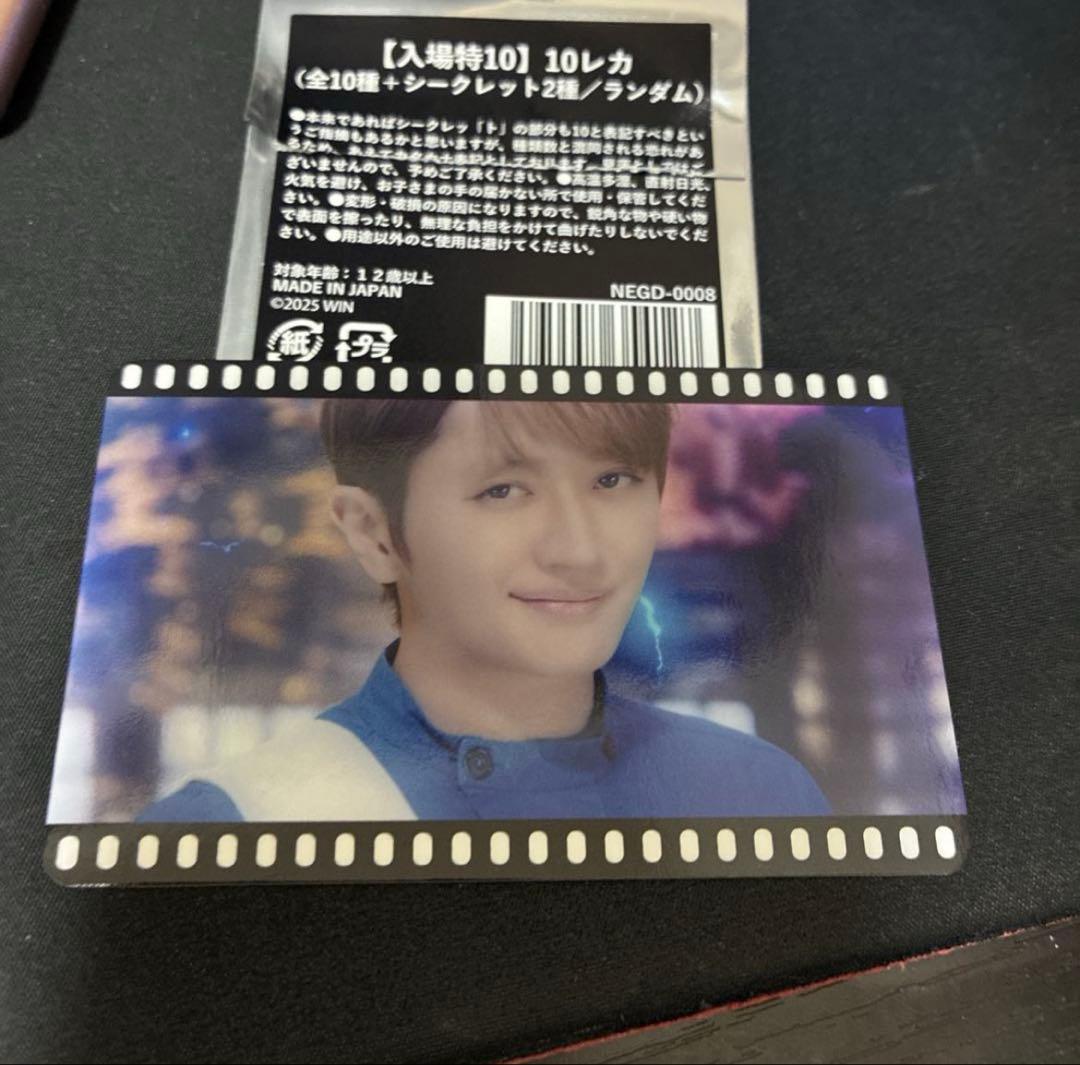 【入場特10】10レカ
(全10種+シークレット2種／ランダム)
●本来であればシークレッ「ト」の部分も10と表記すべきとい
うご指摘もあるかと思いますが、種類数と混同される恐れがあ
るため、
ざいませんので、予めご了承ください。●高温多湿、直射日光、
火気を避け、お子さまの手の届かない所で使用・保管してくだ
さい。●変形・破損の原因になりますので、鋭角な物や硬い物
で表面を擦ったり、無理な負担をかけて曲げたりしないでくだ
さい。●用途以外のご使用は避けてください。
対象年齢：１２歳以上
MADE IN JAPAN
NEGD-0008
©2025 WIN
紙
プラ